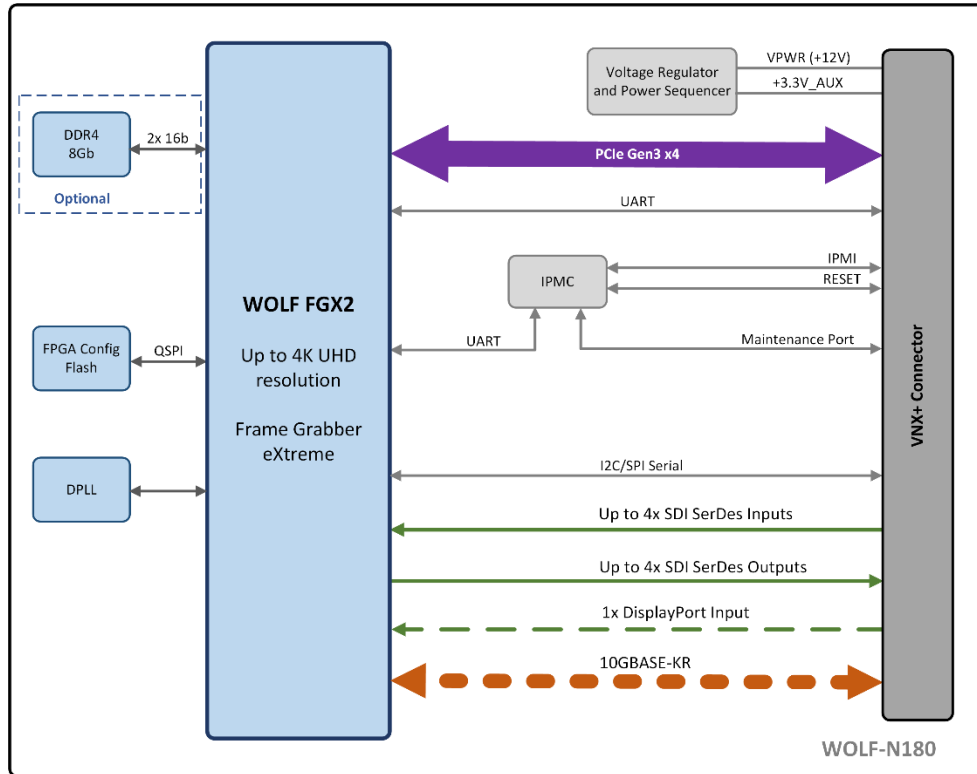 VPWR (+12V)
Voltage Regulator
and Power Sequencer
+3.3V_AUX
DDR4
8Gb
2x 16b
Optional
PCIe Gen3 x4
UART
IPMC
IPMI
RESET
WOLF FGX2
Up to 4K UHD
resolution
Frame Grabber
eXtreme
FPGA Config
Flash
QSPI
UART
Maintenance Port
VNX+ Connector
DPLL
I2C/SPI Serial
Up to 4x SDI SerDes Inputs
Up to 4x SDI SerDes Outputs
1x DisplayPort Input
10GBASE-KR
WOLF-N180